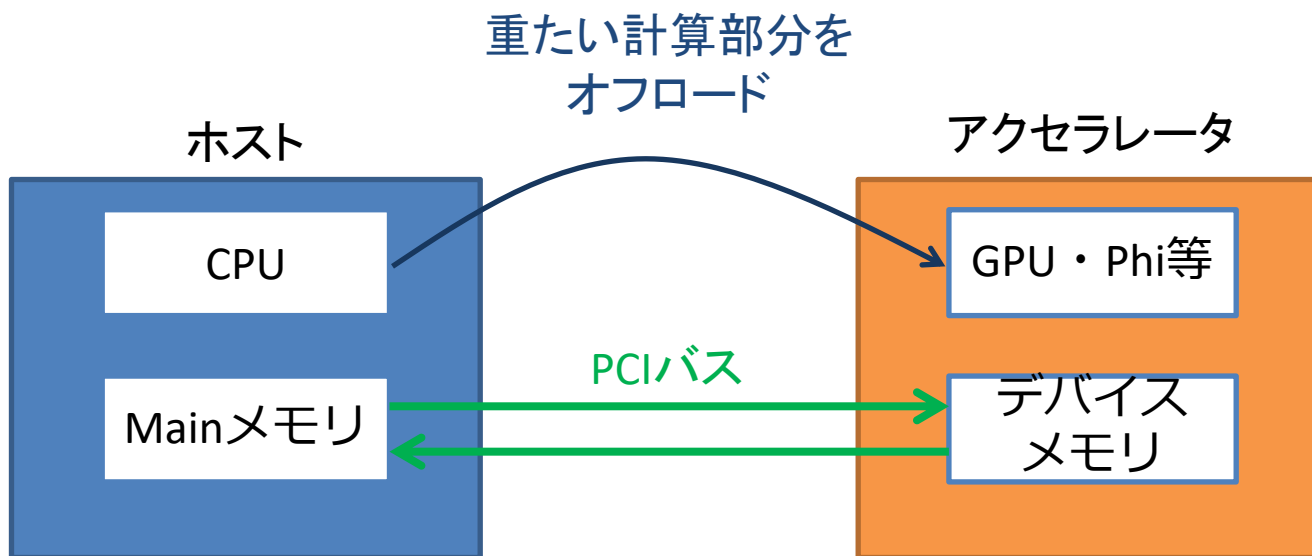 重たい計算部分を
オフロード
ホスト
アクセラレータ
CPU
GPU・Phi等
PCIバス
Mainメモリ
デバイス
メモリ